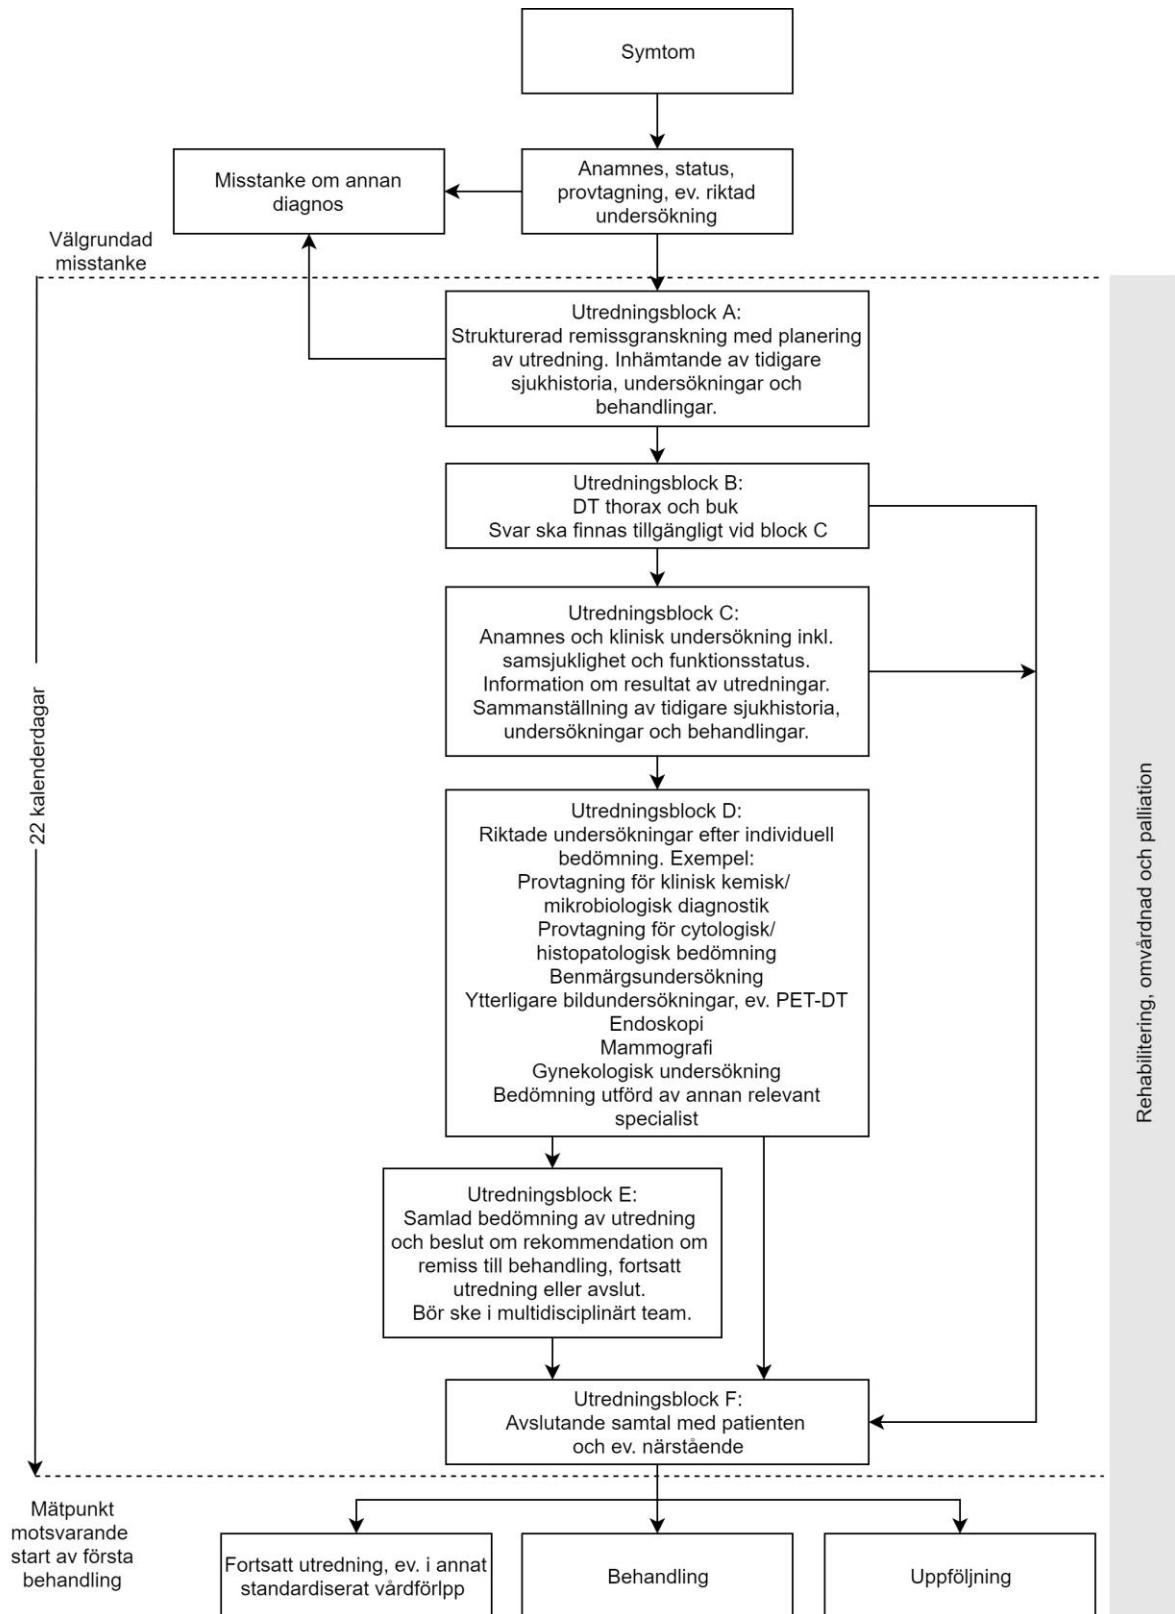 Symtom
Anamnes, status,
provtagning, ev. riktad
undersökning
Misstanke om annan
diagnos
Välgrundad
misstanke
Utredningsblock A:
Strukturerad remissgranskning med planering
av utredning. Inhämtande av tidigare
sjukhistoria, undersökningar och
behandlingar.
Utredningsblock B:
DT thorax och buk
Svar ska finnas tillgängligt vid block C
Utredningsblock C:
Anamnes och klinisk undersökning inkl.
samsjuklighet och funktionsstatus.
Information om resultat av utredningar.
Sammanställning av tidigare sjukhistoria,
undersökningar och behandlingar.
22 kalenderdagar
Utredningsblock D:
Riktade undersökningar efter individuell
bedömning. Exempel:
Provtagning för klinisk kemisk/
mikrobiologisk diagnostik
Provtagning för cytologisk/
histopatologisk bedömning
Benmärgsundersökning
Ytterligare bildundersökningar, ev. PET-DT
Endoskopi
Mammografi
Gynekologisk undersökning
Bedömning utförd av annan relevant
specialist
Rehabilitering, omvårdnad och palliation
Utredningsblock E:
Samlad bedömning av utredning
och beslut om rekommendation om
remiss till behandling, fortsatt
utredning eller avslut.
Bör ske i multidisciplinärt team.
Utredningsblock F:
Avslutande samtal med patienten
och ev. närstående
Mätpunkt
motsvarande
start av första
behandling
Fortsatt utredning, ev. i annat
standardiserat vårdförlpp
Behandling
Uppföljning